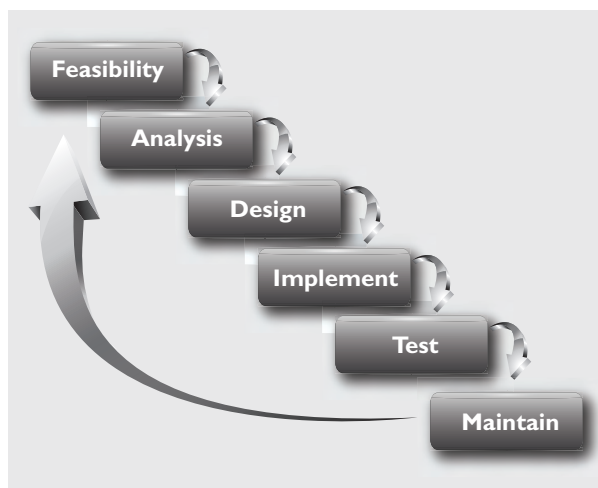 Feasibility
Analysis
Design
Implement
Test
Maintain